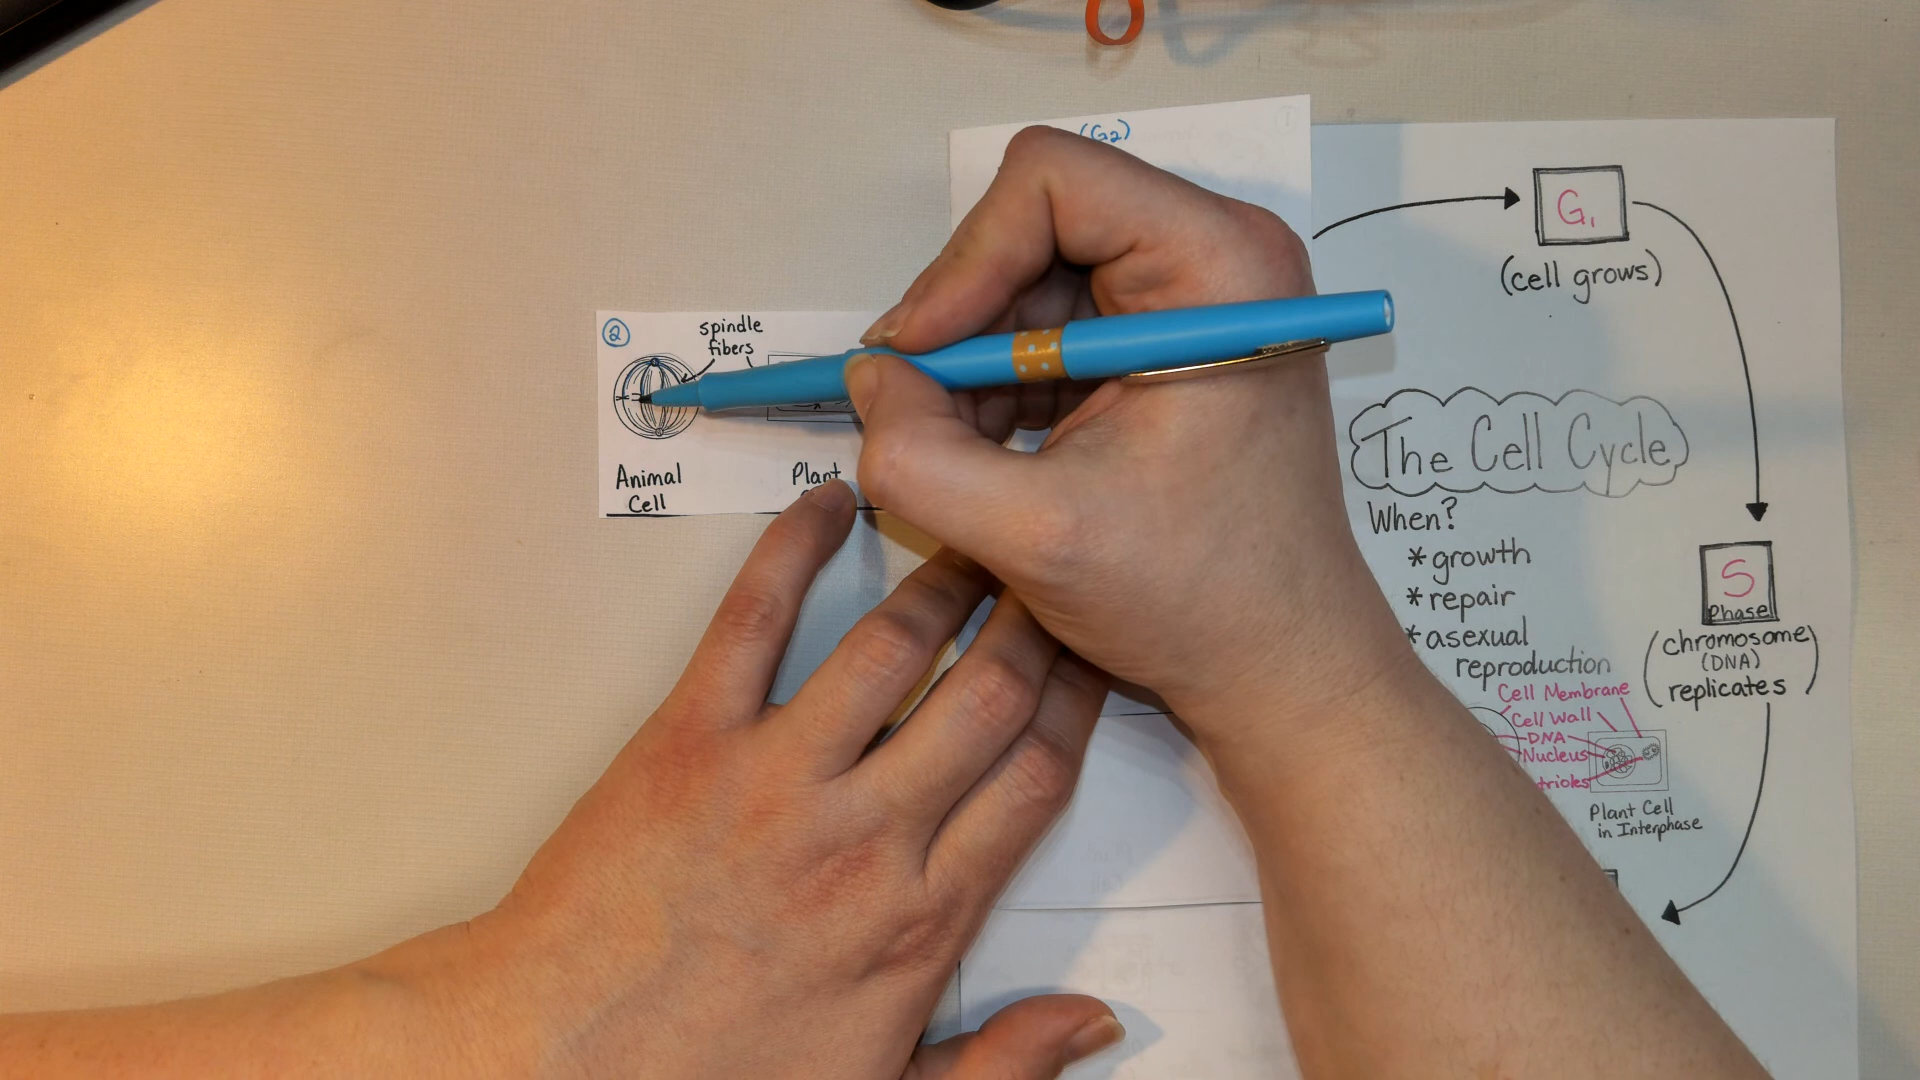 (G2)
②
spindle
fibers
Animal
Cell
Plant
G1
(cell grows)
The Cell Cycle
When?
*growth
*repair
*asexual
reproduction
S
Phase
(chromosome)
(DNA)
replicates
Cell Membrane
Cell Wall
DNA
Nucleus
Plant Cell
in Interphase